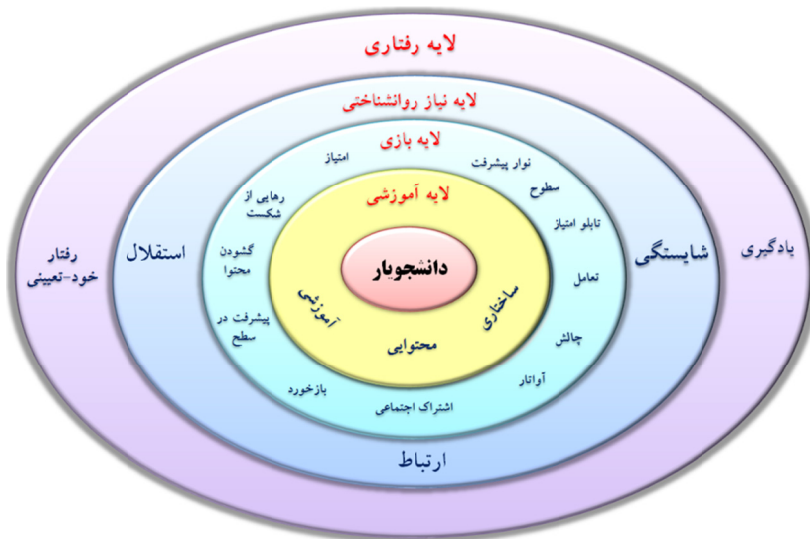 لایه رفتاری
لایه نیاز روانشناختی
لایه بازی
امتیاز
نوار پیشرفت
سطوح
لایه آموزشی
رهایی از
شکست
تابلو امتیاز
یادگیری
شایستگی
استقلال
رفتار
خود-تعیینی
گشودن
محتوا
دانشجویار
تعامل
ساختاری
آموزشی
محتوایی
پیشرفت در
سطح
چالش
آواتار
بازخورد
اشتراک اجتماعی
ارتباط